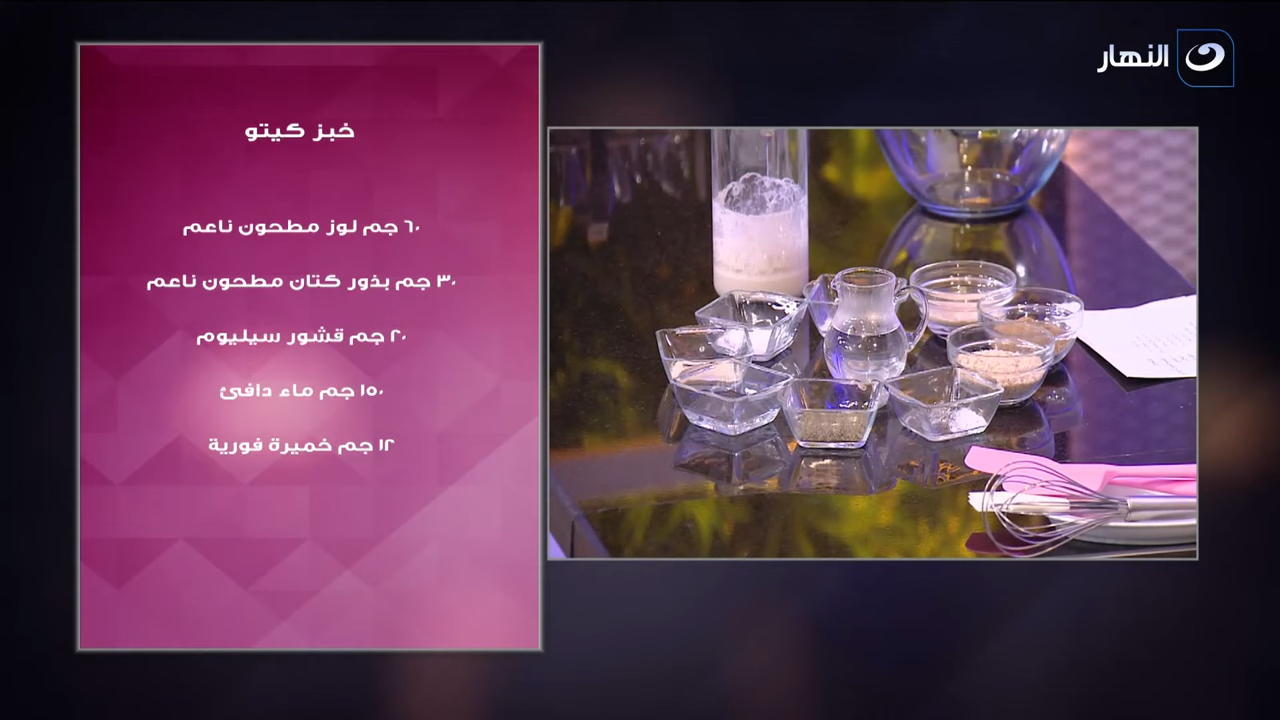 النهار
خبز كيتو
٦٠ جم لوز مطحون ناعم
٣٠ جم بذور كتان مطحون ناعم
٢٠ جم قشور سيليوم
١٥٠ جم ماء دافئ
١٢ جم خميرة فورية